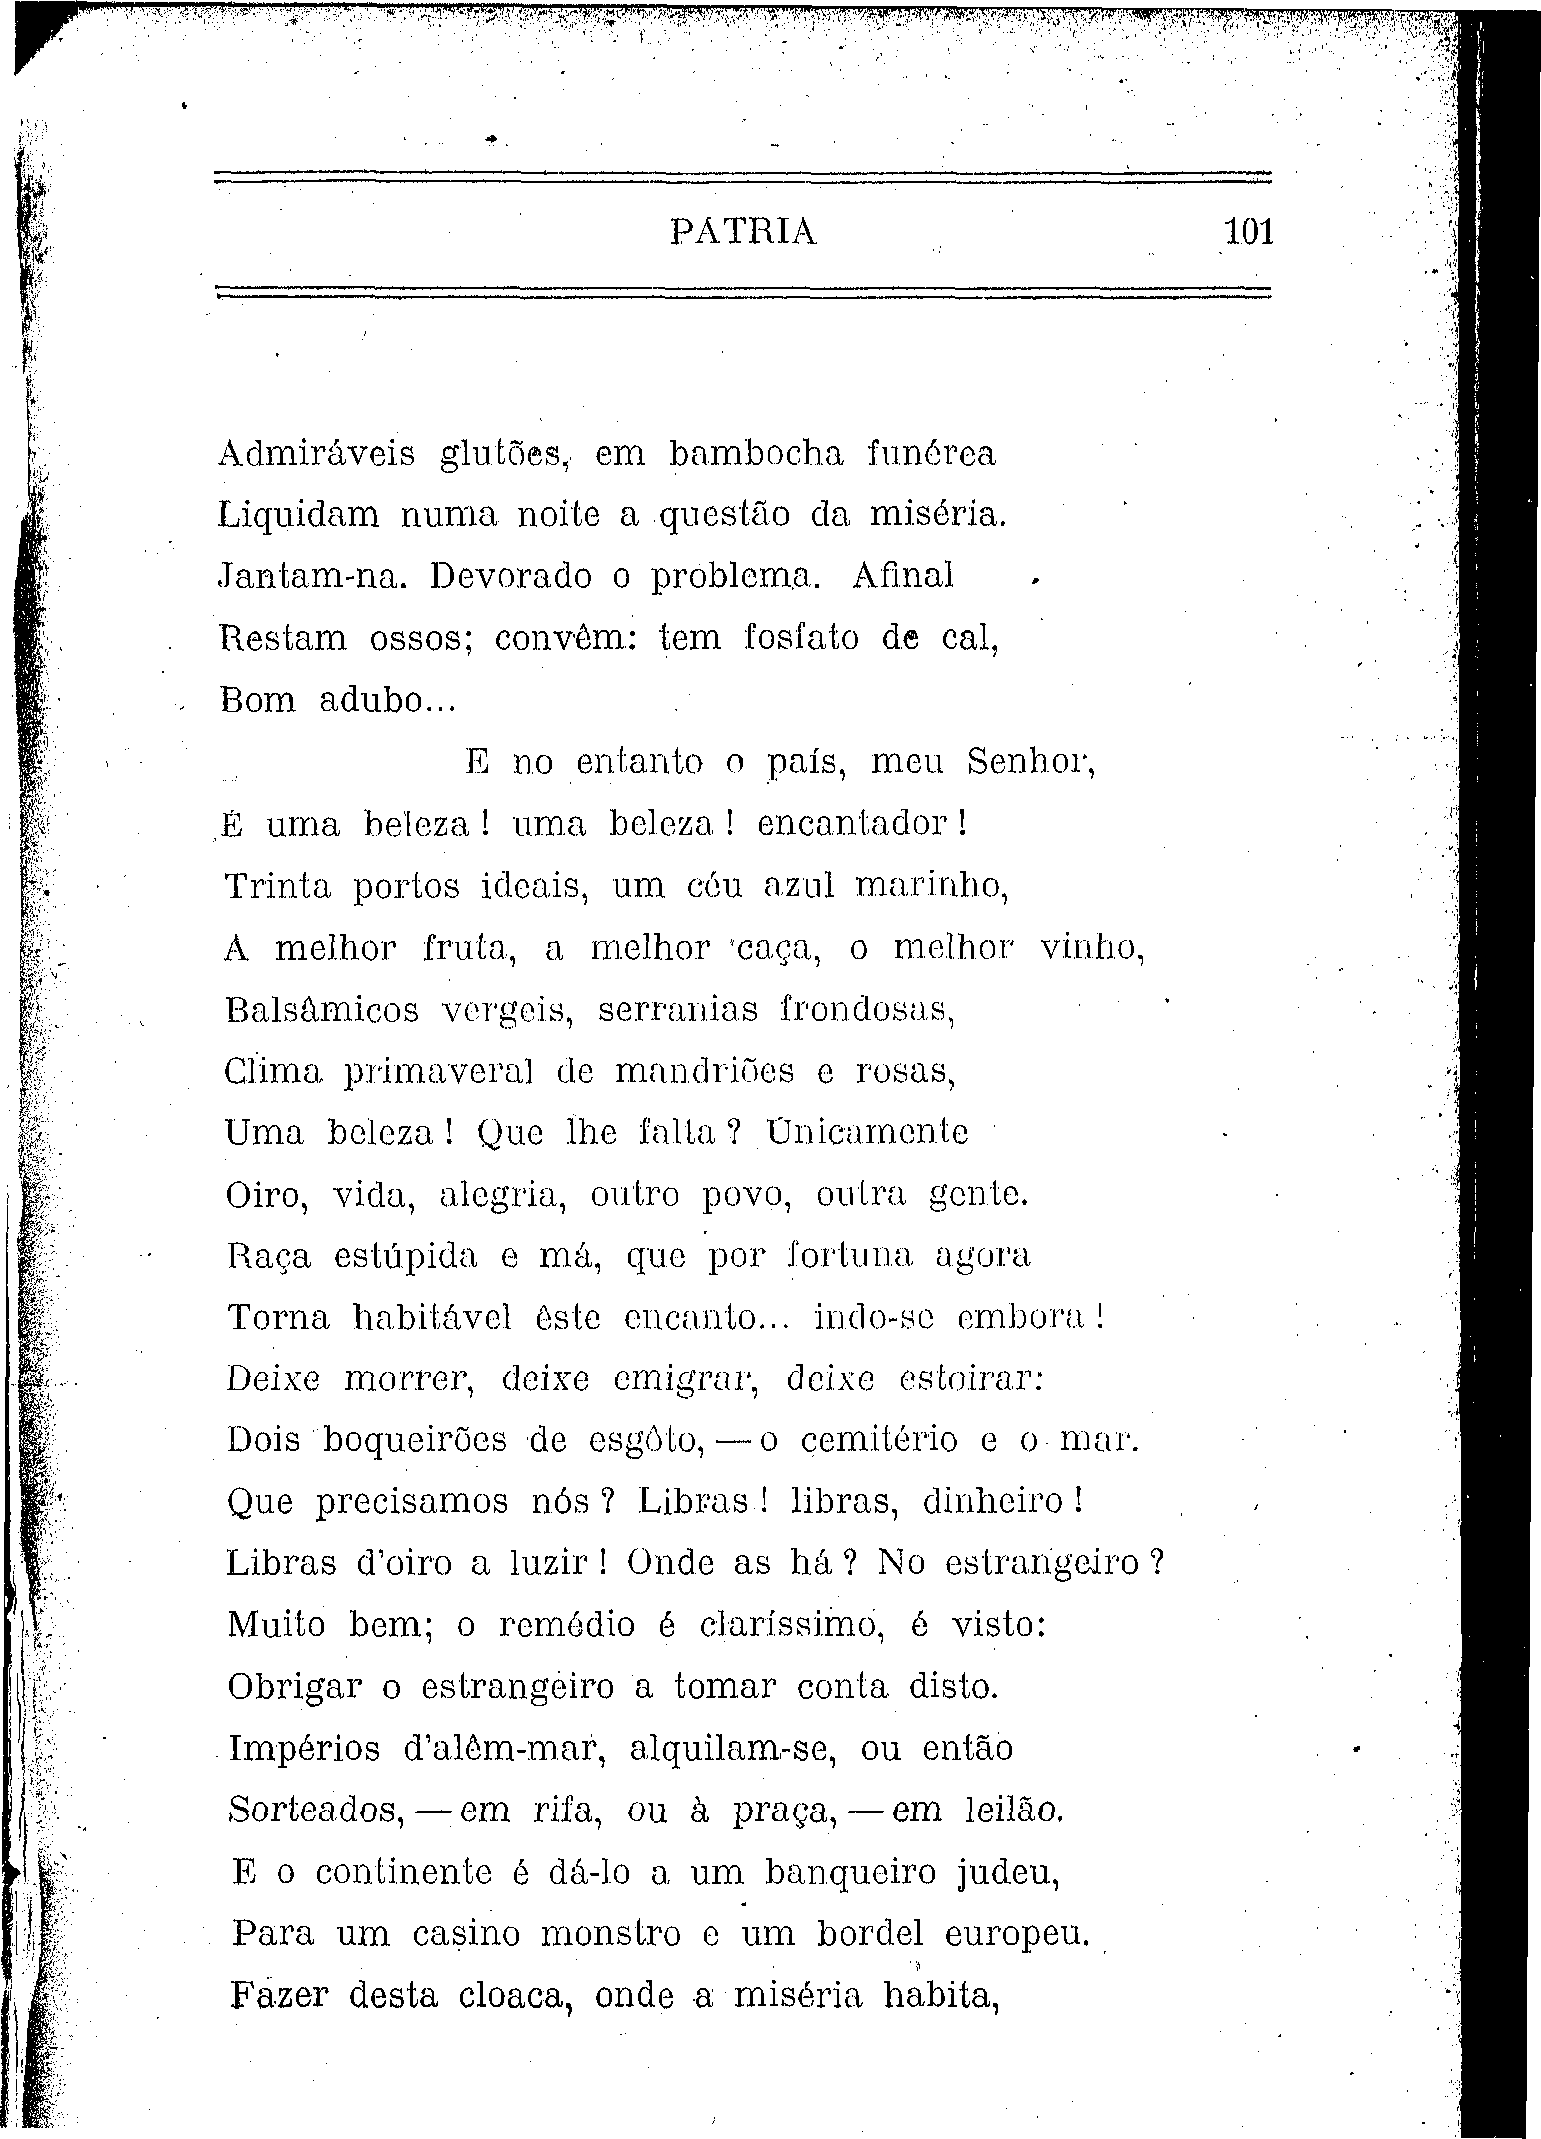 PÁTRIA 101
Admiráveis glutões, em bambocha funérea
Liquidam numa noite a questão da miséria.
Jantam-na. Devorado o problema. Afinal
Restam ossos; convêm: tem fosfato de cal,
Bom adubo...
E no entanto o país, meu Senhor,
É uma beleza! uma beleza! encantador!
Trinta portos ideais, um céu azul marinho,
A melhor fruta, a melhor caça, o melhor vinho,
Balsâmicos vergeis, serranias frondosas,
Clima primaveral de mandriões e rosas,
Uma beleza! Que lhe falta? Ùnicamente
Oiro, vida, alegria, outro povo, outra gente.
Raça estúpida e má, que por fortuna agora
Torna habitável êste encanto... indo-se embora!
Deixe morrer, deixe emigrar, deixe estoirar:
Dois boqueirões de esgôto, — o cemitério e o mar.
Que precisamos nós? Libras! libras, dinheiro!
Libras d'oiro a luzir! Onde as há? No estrangeiro?
Muito bem; o remédio é claríssimo, é visto:
Obrigar o estrangeiro a tomar conta disto.
Impérios d'alêm-mar, alquilam-se, ou então
Sorteados, — em rifa, ou à praça, — em leilão.
E o continente é dá-lo a um banqueiro judeu,
Para um casino monstro e um bordel europeu.
Fazer desta cloaca, onde a miséria habita,